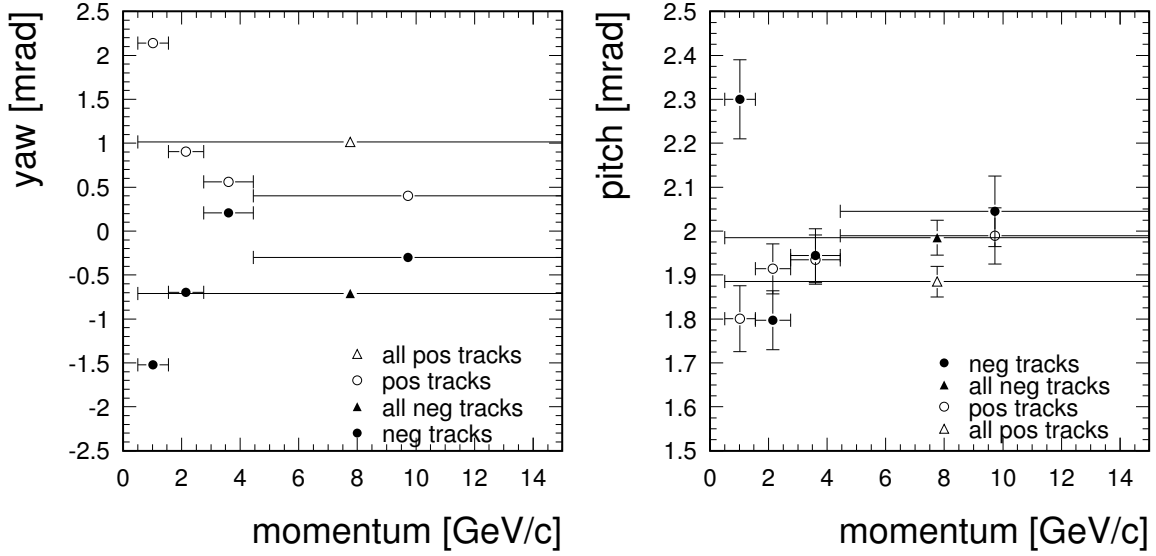 yaw [mrad]
2.5
2
1.5
1
0.5
0
-0.5
-1
-1.5
-2
-2.5
all pos tracks
pos tracks
all neg tracks
neg tracks
0 2 4 6 8 10 12 14
momentum [GeV/c]
pitch [mrad]
2.5
2.4
2.3
2.2
2.1
2
1.9
1.8
1.7
1.6
1.5
neg tracks
all neg tracks
pos tracks
all pos tracks
0 2 4 6 8 10 12 14
momentum [GeV/c]